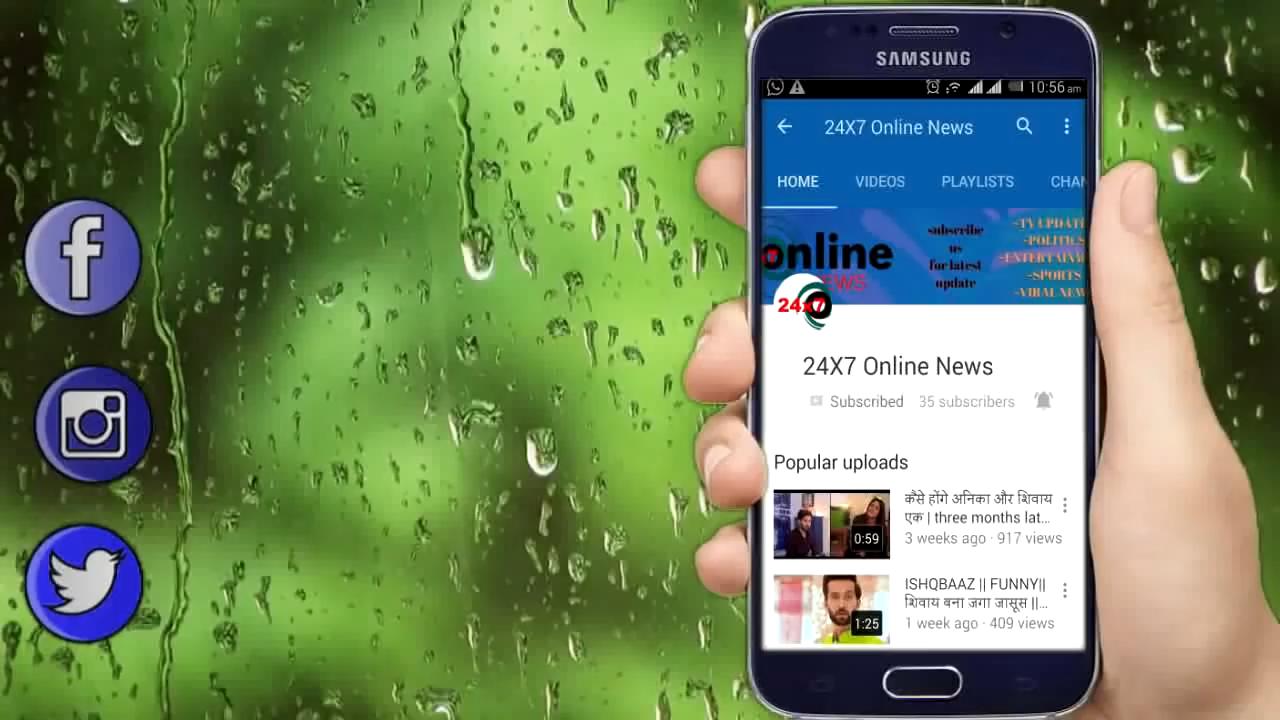 SAMSUNG
10:56 am
24X7 Online News
HOME VIDEOS PLAYLISTS CHAN
online
NEWS
subscribe
us
for latest
update
-TV UPDATE
-POLITICS
-ENTERTAINM
-SPORTS
-VIRAL NEW
24x7
24X7 Online News
Subscribed 35 subscribers
Popular uploads
कैसे होंगे अनिका और शिवाय
एक | three months lat...
3 weeks ago · 917 views
0:59
ISHQBAAZ || FUNNY||
शिवाय बना जगा जासूस ||...
1 week ago · 409 views
1:25